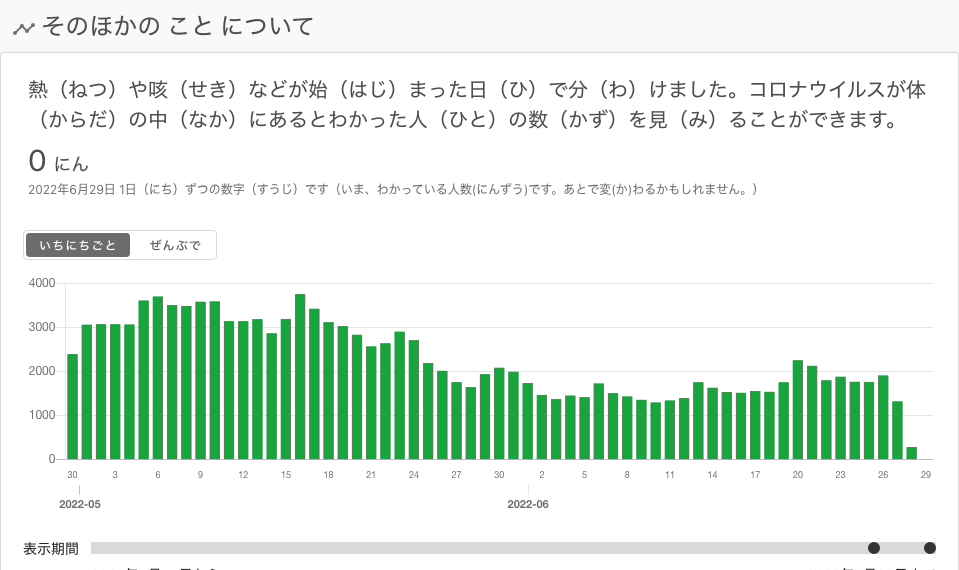 そのほかの こと について
熱（ねつ）や咳（せき）などが始（はじ）まった日（ひ）で分（わ）けました。コロナウイルスが体
（からだ）の中（なか）にあるとわかった人（ひと）の数（かず）を見（み）ることができます。
0 にん
2022年6月29日 1日（にち）ずつの数字（すうじ）です（いま、わかっている人数(にんずう)です。あとで変(か)わるかもしれません。）
いちにちごと ぜんぶで
4000
3000
2000
1000
0
30 3 6 9 12 15 18 21 24 27 30 2 5 8 11 14 17 20 23 26 29
2022-05 2022-06
表示期間